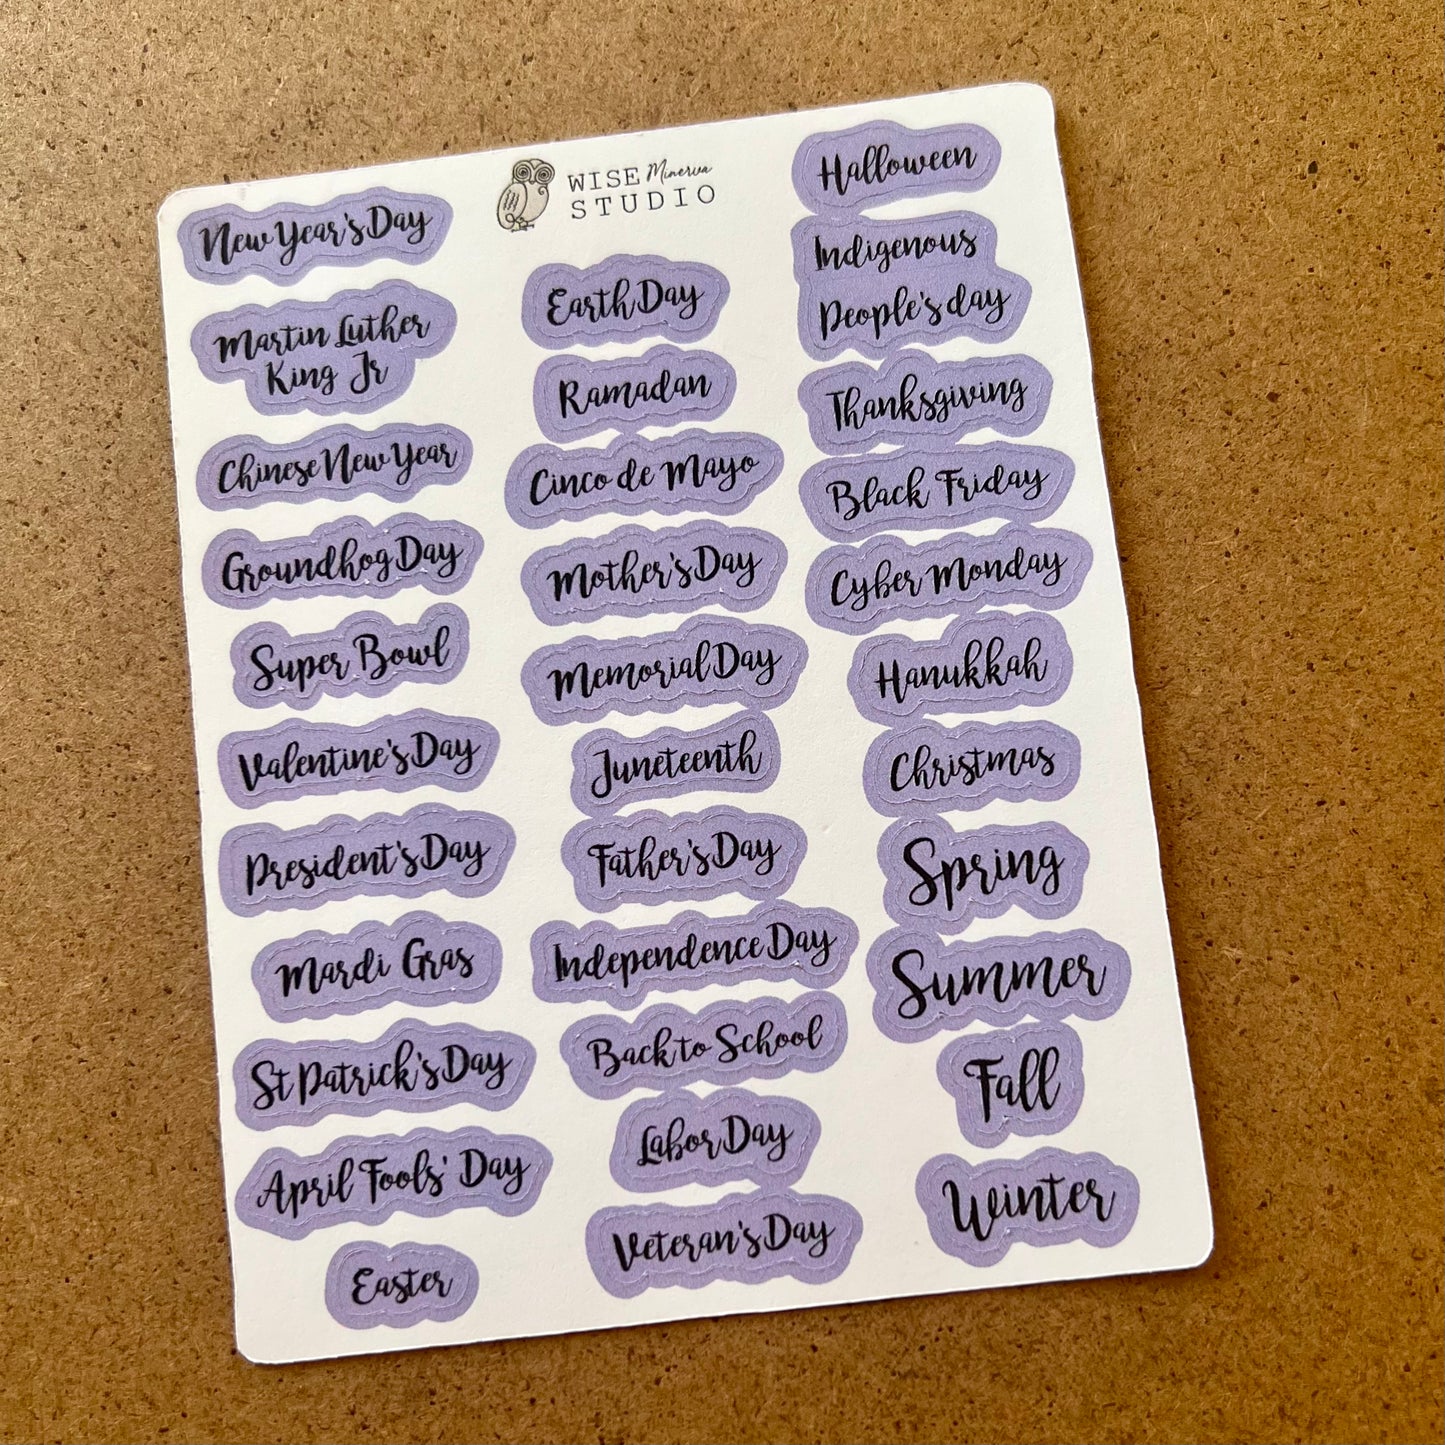 WISE Minerva
STUDIO
New Year's Day
Martin Luther
King Jr
Chinese New Year
Groundhog Day
Super Bowl
Valentine's Day
President's Day
Mardi Gras
St Patrick's Day
April Fools' Day
Easter
Earth Day
Ramadan
Cinco de Mayo
Mother's Day
Memorial Day
Juneteenth
Father's Day
Independence Day
Back to School
Labor Day
Veteran's Day
Halloween
Indigenous
People's day
Thanksgiving
Black Friday
Cyber Monday
Hanukkah
Christmas
Spring
Summer
Fall
Winter